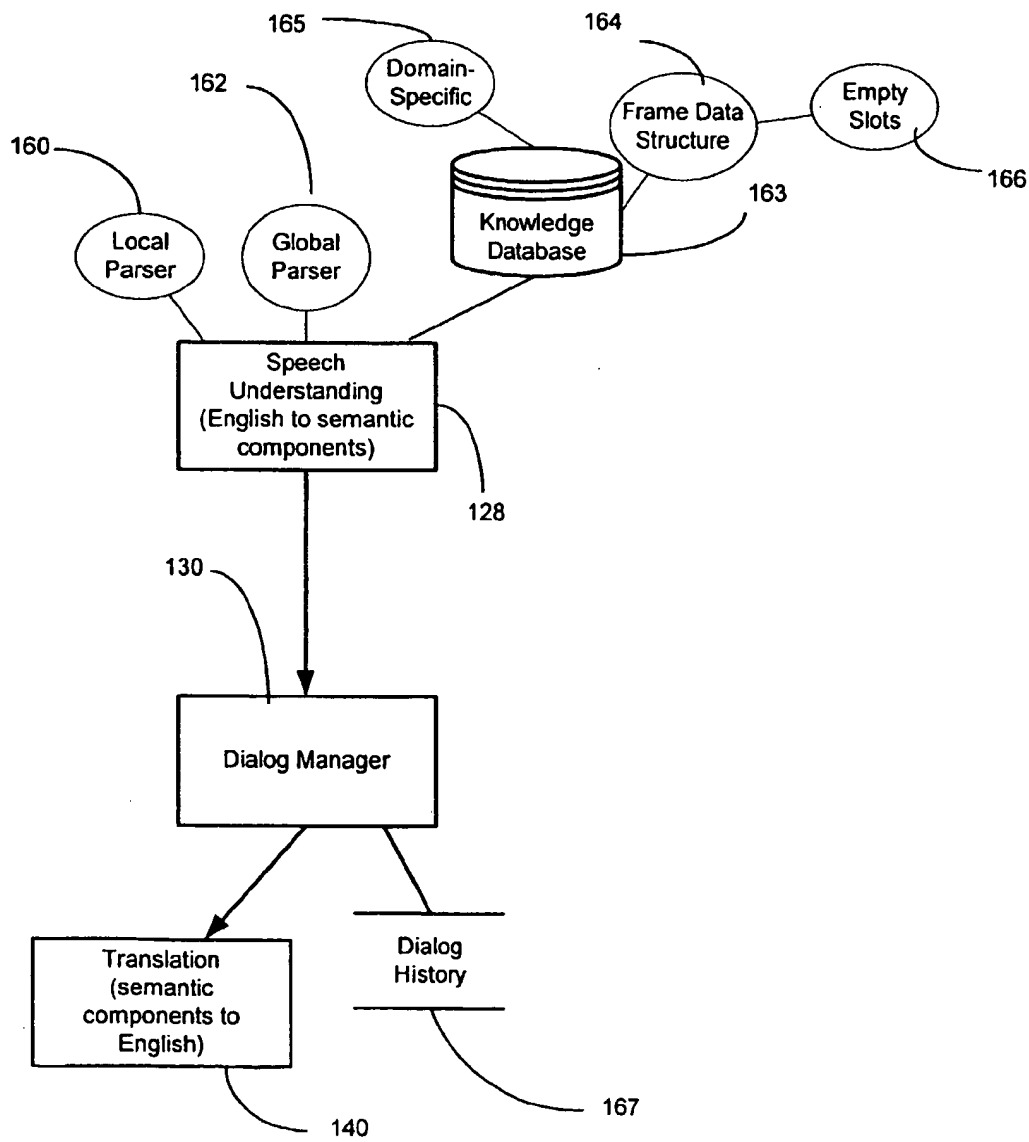 165
Domain-
Specific
164
Frame Data
Structure
Empty
Slots
166
162
160
Local
Parser
Global
Parser
Knowledge
Database
163
Speech
Understanding
(English to semantic
components)
128
130
Dialog Manager
Translation
(semantic
components to
English)
140
Dialog
History
167